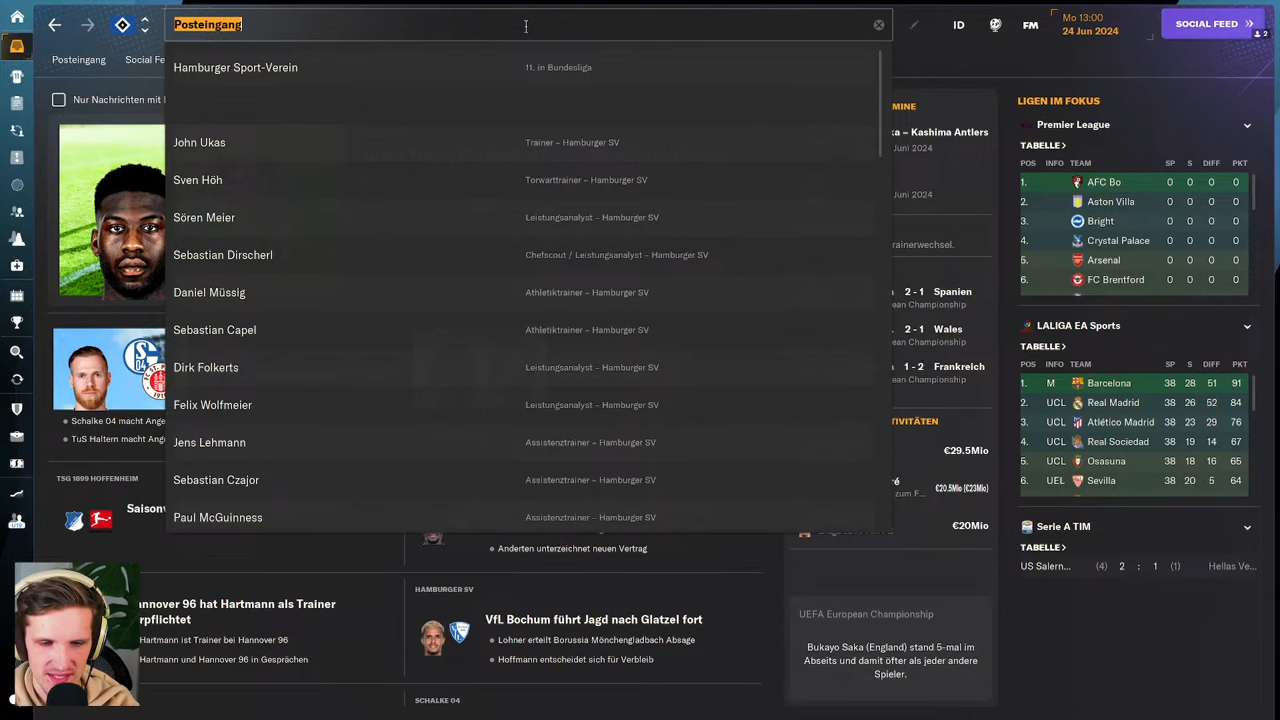 Posteingang
ID
FM
Mo 13:00
24 Jun 2024
SOCIAL FEED
2
Posteingang
Social Fe
Nur Nachrichten mit
Hamburger Sport-Verein
11. in Bundesliga
John Ukas
Trainer – Hamburger SV
Sven Höh
Torwarttrainer – Hamburger SV
Sören Meier
Leistungsanalyst – Hamburger SV
Sebastian Dirscherl
Chefscout / Leistungsanalyst – Hamburger SV
Daniel Müssig
Athletiktrainer – Hamburger SV
Sebastian Capel
Athletiktrainer – Hamburger SV
Dirk Folkerts
Leistungsanalyst – Hamburger SV
Felix Wolfmeier
Leistungsanalyst – Hamburger SV
Jens Lehmann
Assistenztrainer – Hamburger SV
Sebastian Czajor
Assistenztrainer – Hamburger SV
Paul McGuinness
Assistenztrainer – Hamburger SV
Schalke 04 macht Ange
TuS Haltern macht Ange
TSG 1899 HOFFENHEIM
Saisonv
Anderten unterzeichnet neuen Vertrag
nnover 96 hat Hartmann als Trainer
rpflichtet
Hartmann ist Trainer bei Hannover 96
Hartmann und Hannover 96 in Gesprächen
HAMBURGER SV
VfL Bochum führt Jagd nach Glatzel fort
Lohner erteilt Borussia Mönchengladbach Absage
Hoffmann entscheidet sich für Verbleib
SCHALKE 04
MINE
ka – Kashima Antlers
Juni 2024
Juni 2024
rainerwechsel.
2 - 1 Spanien
ean Championship
2 - 1 Wales
ean Championship
1 - 2 Frankreich
ean Championship
TIVITÄTEN
€29.5Mio
ré
€20.5Mio (€23Mio)
zum F...
€20Mio
UEFA European Championship
Bukayo Saka (England) stand 5-mal im
Abseits und damit öfter als jeder andere
Spieler.
LIGEN IM FOKUS
Premier League
TABELLE
POS INFO TEAM SP S DIFF PKT
1. AFC Bo 0 0 0 0
2. Aston Villa 0 0 0 0
3. Bright 0 0 0 0
4. Crystal Palace 0 0 0 0
5. Arsenal 0 0 0 0
6. FC Brentford 0 0 0 0
LALIGA EA Sports
TABELLE
POS INFO TEAM SP S DIFF PKT
1. M Barcelona 38 28 51 91
2. UCL Real Madrid 38 26 52 84
3. UCL Atlético Madrid 38 23 29 76
4. UCL Real Sociedad 38 19 14 67
5. UCL Osasuna 38 18 16 65
6. UEL Sevilla 38 20 5 64
Serie A TIM
TABELLE
US Salern... (4) 2 : 1 (1) Hellas Ve...